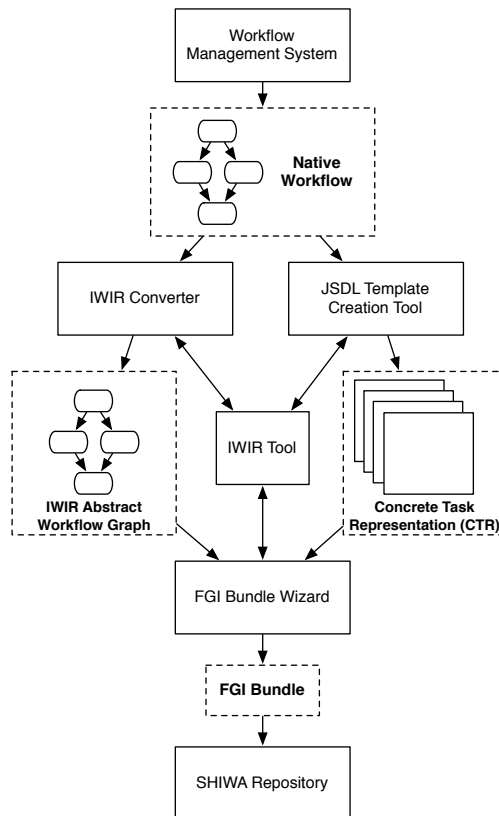 Workflow
Management System
Native
Workflow
IWIR Converter
JSDL Template
Creation Tool
IWIR Tool
IWIR Abstract
Workflow Graph
Concrete Task
Representation (CTR)
FGI Bundle Wizard
FGI Bundle
SHIWA Repository